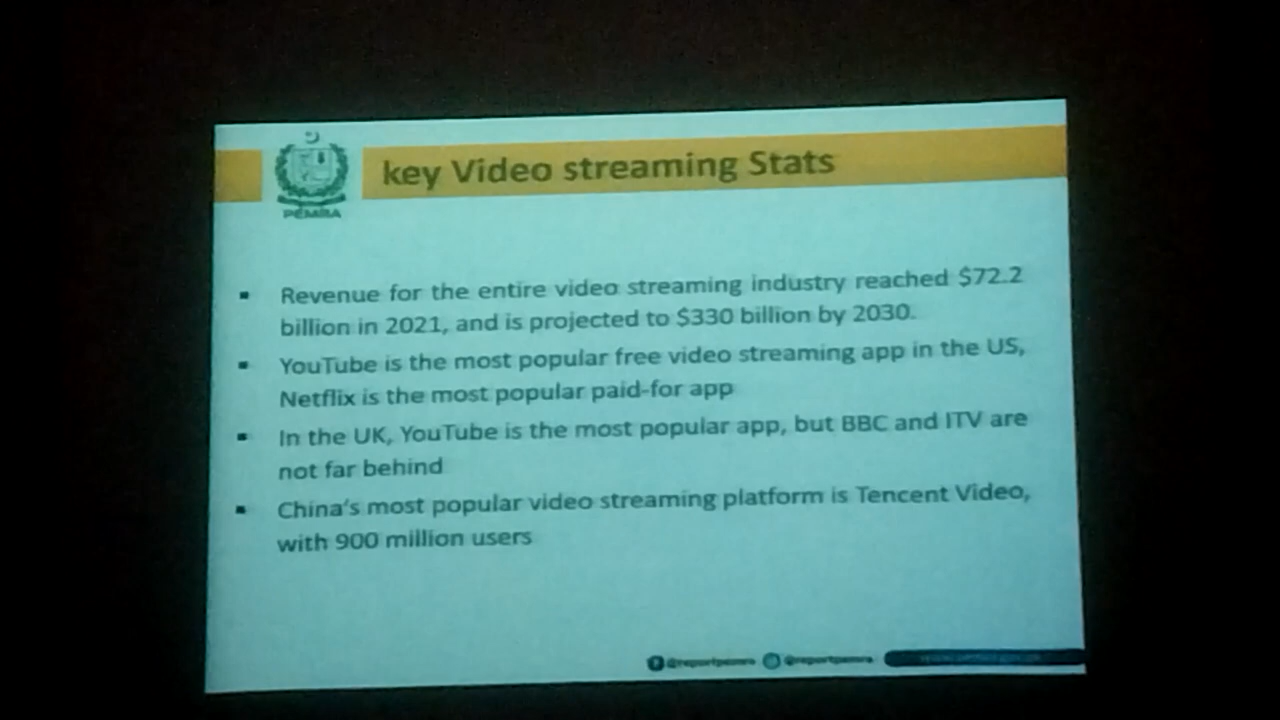 key Video streaming Stats
PEMRA
▪ Revenue for the entire video streaming industry reached $72.2
billion in 2021, and is projected to $330 billion by 2030.
▪ YouTube is the most popular free video streaming app in the US,
Netflix is the most popular paid-for app
▪ In the UK, YouTube is the most popular app, but BBC and ITV are
not far behind
▪ China's most popular video streaming platform is Tencent Video,
with 900 million users
@reportpemra @reportpemra